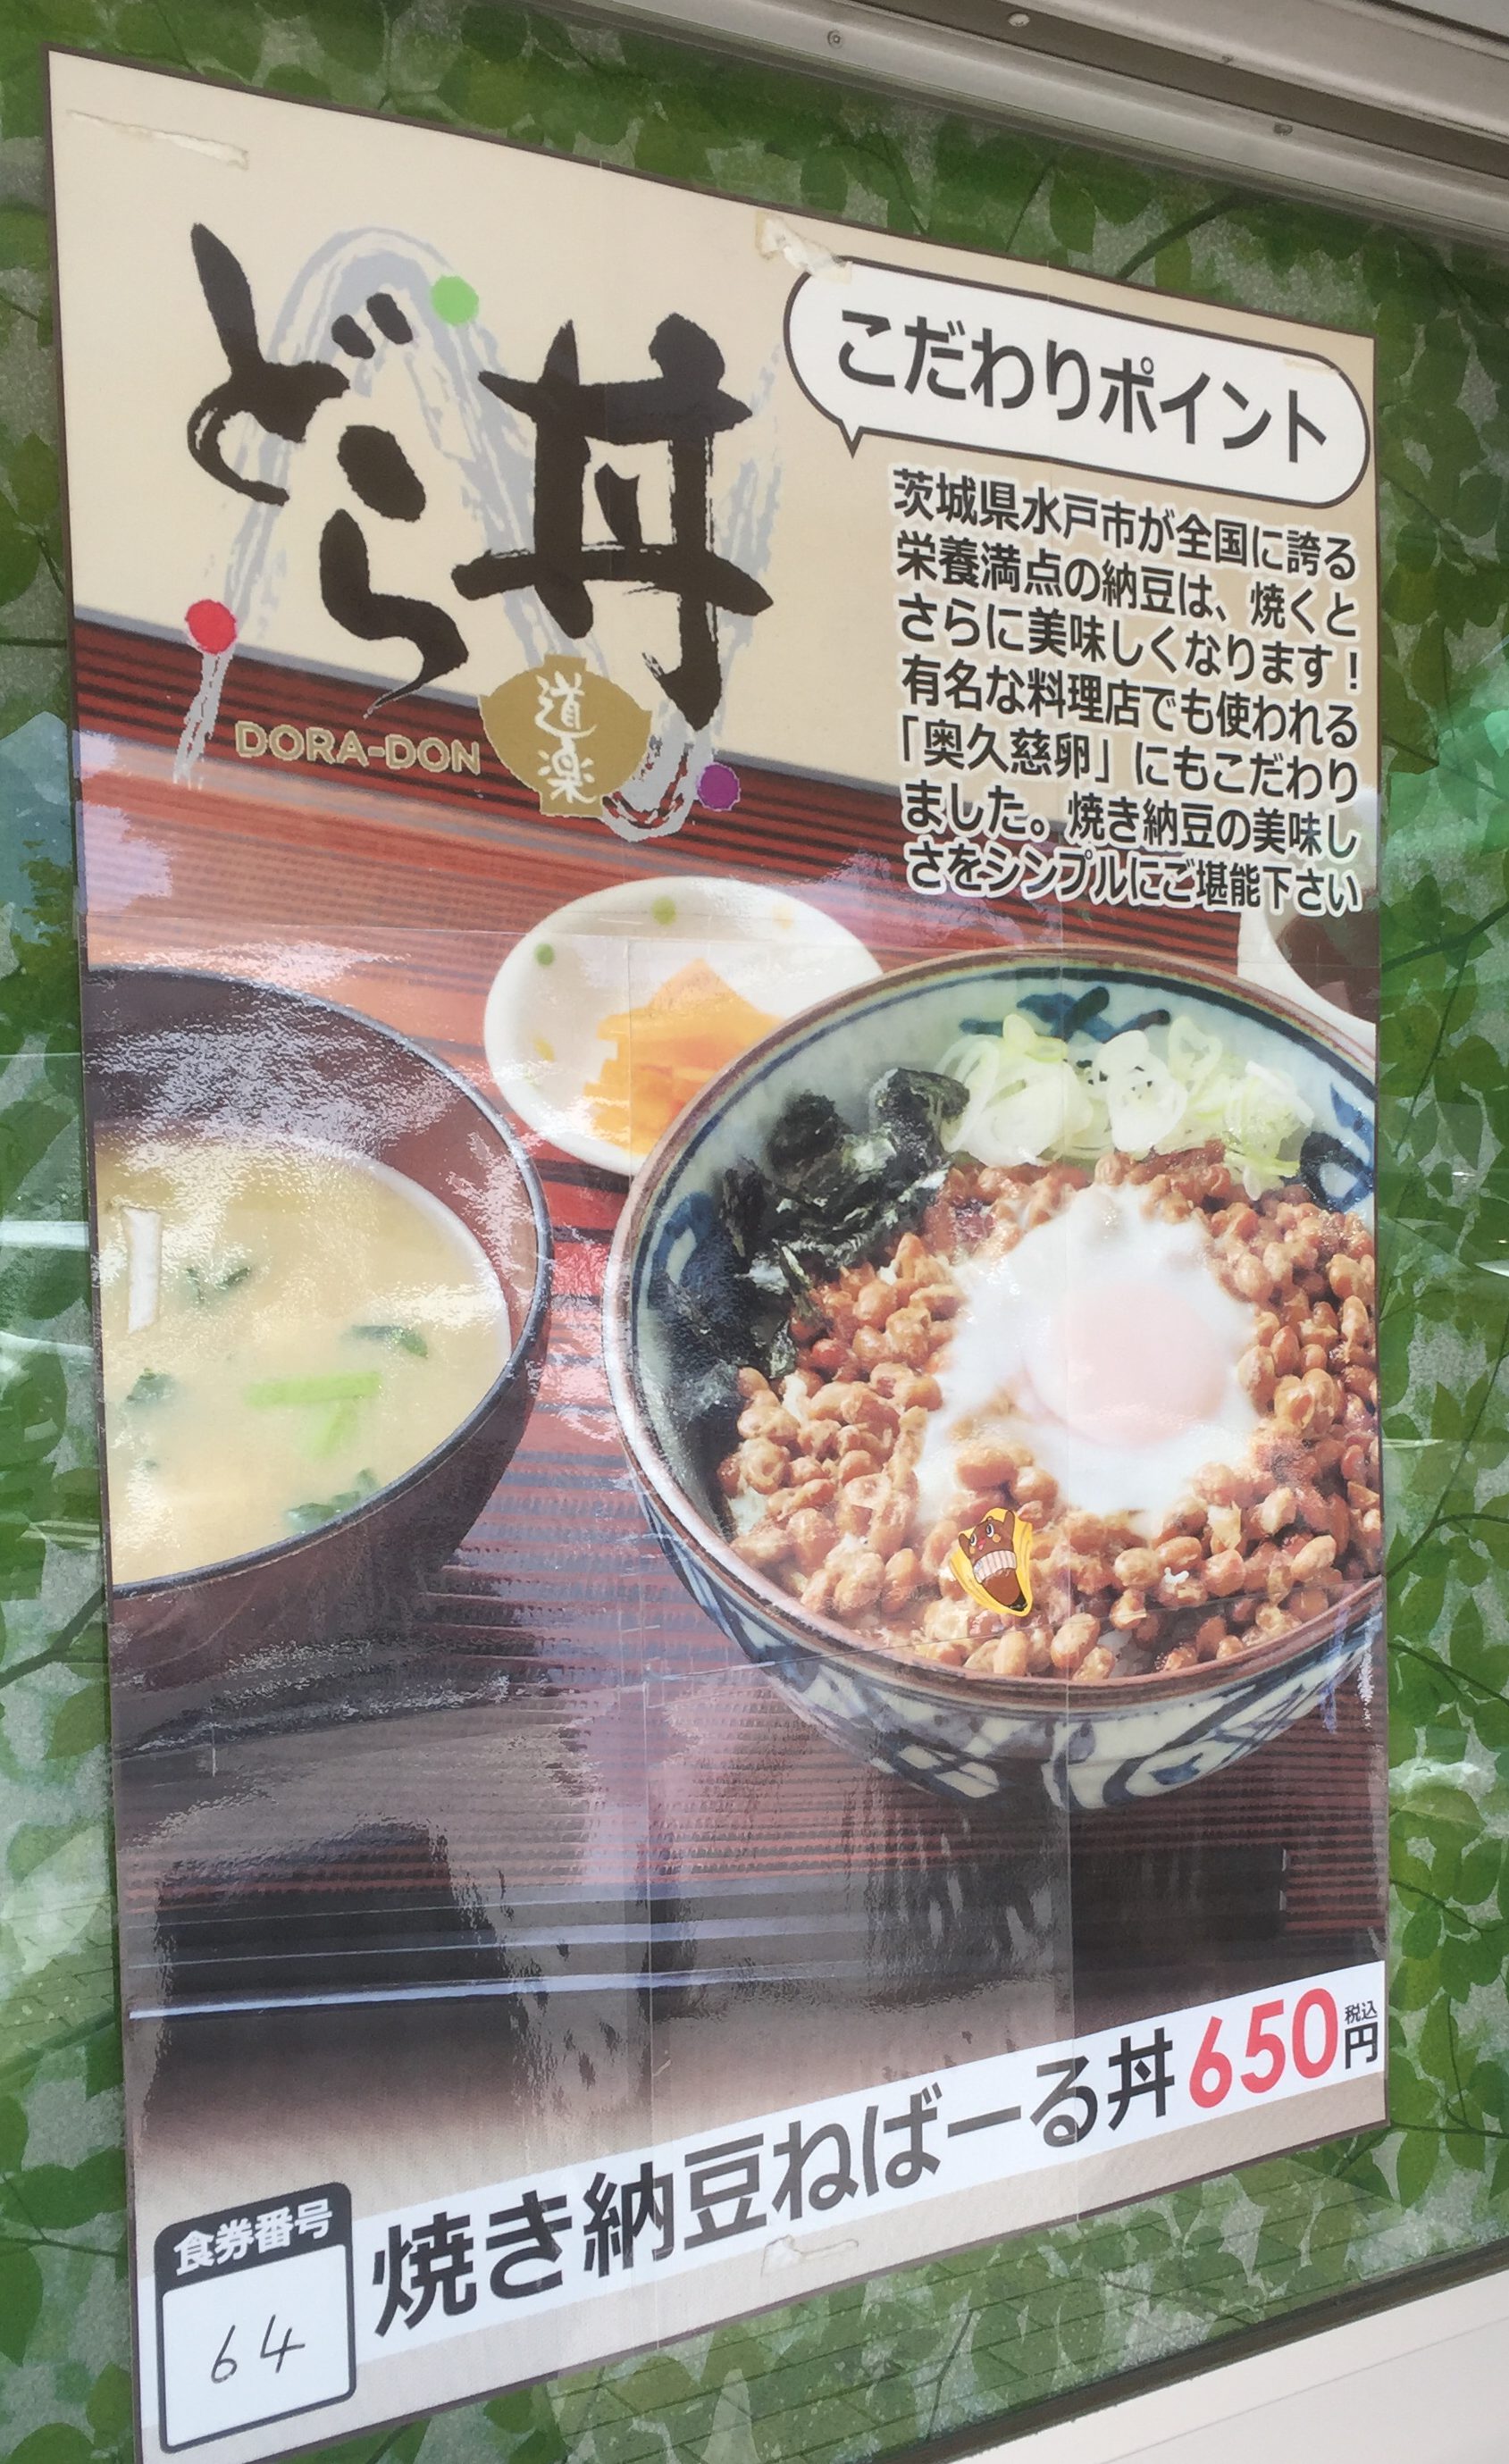 どら丼
DORA-DON
道楽
こだわりポイント
茨城県水戸市が全国に誇る
栄養満点の納豆は、焼くと
さらに美味しくなります！
有名な料理店でも使われる
「奥久慈卵」にもこだわり
ました。焼き納豆の美味し
さをシンプルにご堪能下さい
焼き納豆ねばーる丼650円税込
食券番号
64